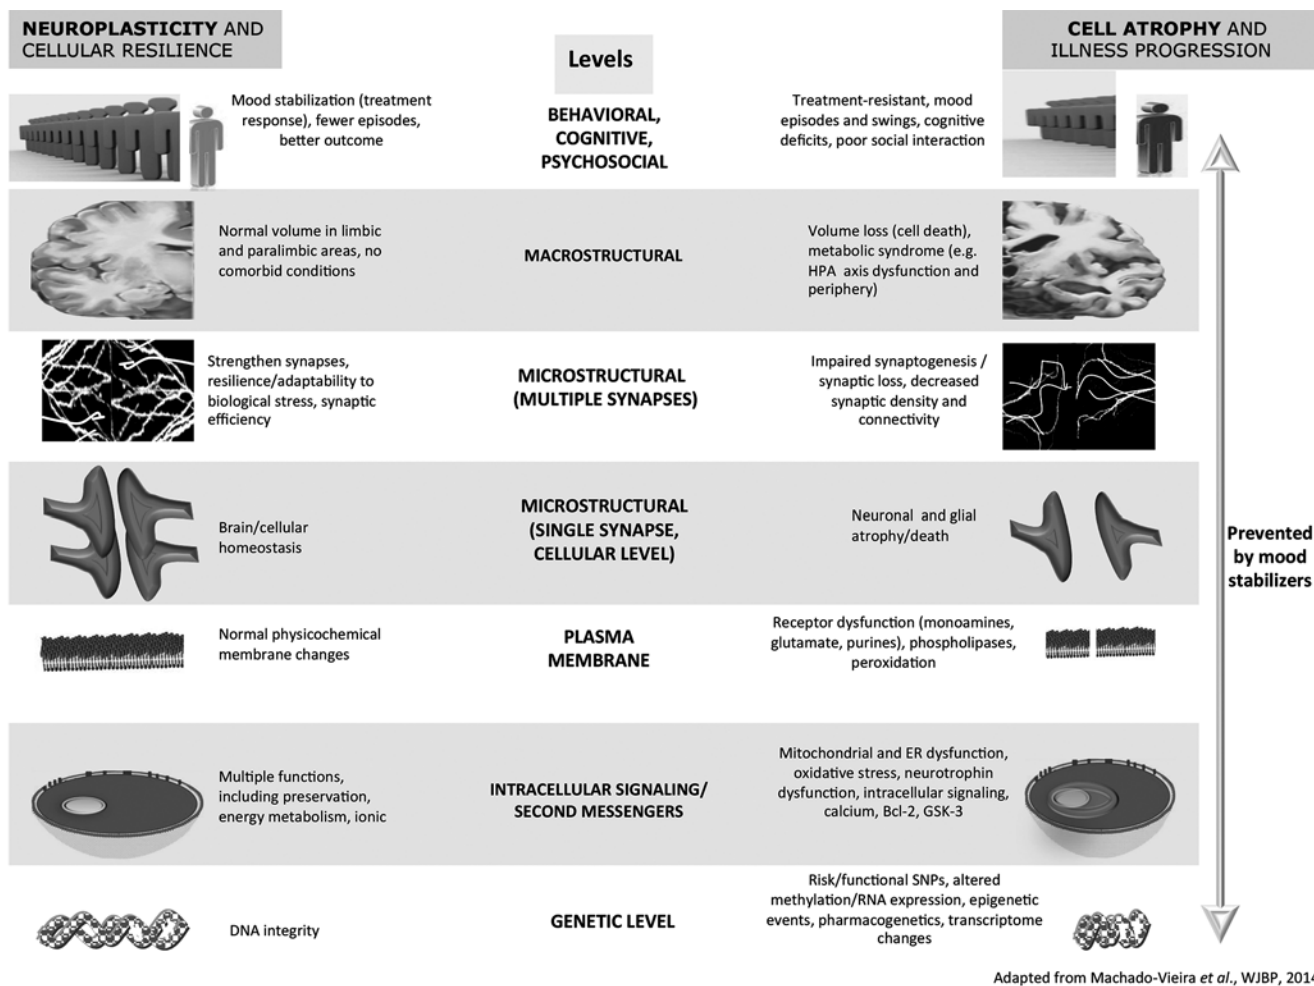 NEUROPLASTICITY AND
CELLULAR RESILIENCE
Levels
CELL ATROPHY AND
ILLNESS PROGRESSION
Mood stabilization (treatment
response), fewer episodes,
better outcome
BEHAVIORAL,
COGNITIVE,
PSYCHOSOCIAL
Treatment-resistant, mood
episodes and swings, cognitive
deficits, poor social interaction
Normal volume in limbic
and paralimbic areas, no
comorbid conditions
MACROSTRUCTURAL
Volume loss (cell death),
metabolic syndrome (e.g.
HPA axis dysfunction and
periphery)
Strengthen synapses,
resilience/adaptability to
biological stress, synaptic
efficiency
MICROSTRUCTURAL
(MULTIPLE SYNAPSES)
Impaired synaptogenesis /
synaptic loss, decreased
synaptic density and
connectivity
Brain/cellular
homeostasis
MICROSTRUCTURAL
(SINGLE SYNAPSE,
CELLULAR LEVEL)
Neuronal and glial
atrophy/death
Prevented
by mood
stabilizers
Normal physicochemical
membrane changes
PLASMA
MEMBRANE
Receptor dysfunction (monoamines,
glutamate, purines), phospholipases,
peroxidation
Multiple functions,
including preservation,
energy metabolism, ionic
INTRACELLULAR SIGNALING/
SECOND MESSENGERS
Mitochondrial and ER dysfunction,
oxidative stress, neurotrophin
dysfunction, intracellular signaling,
calcium, Bcl-2, GSK-3
DNA integrity
GENETIC LEVEL
Risk/functional SNPs, altered
methylation/RNA expression, epigenetic
events, pharmacogenetics, transcriptome
changes
Adapted from Machado-Vieira et al., WJBP, 2014